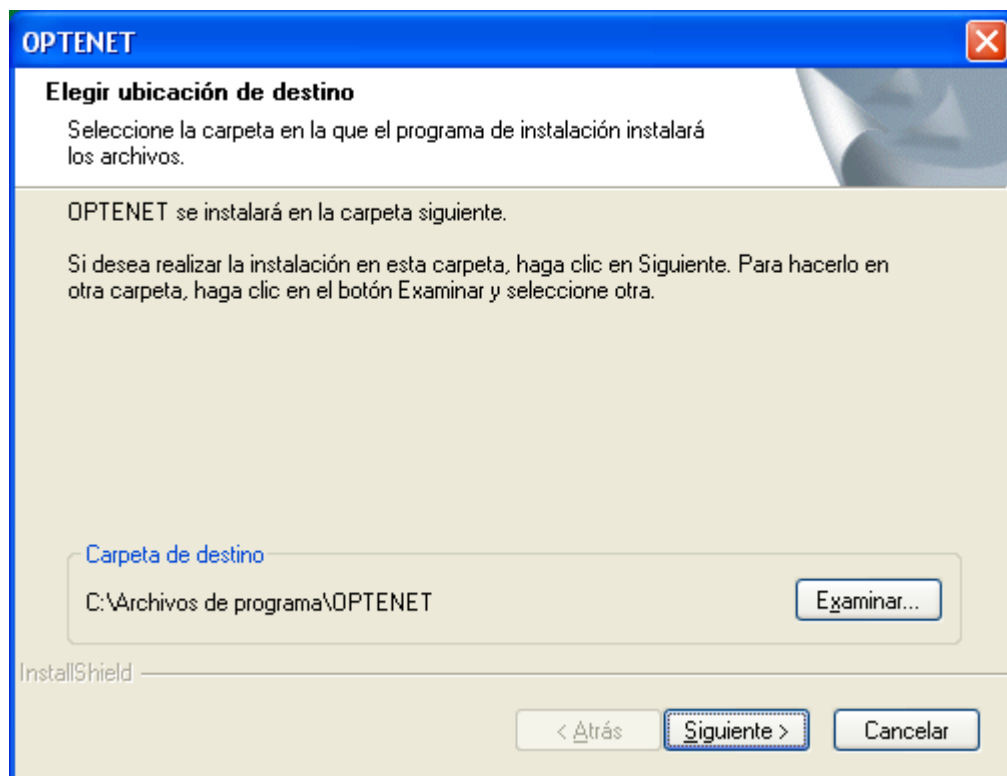 OPTENET
Elegir ubicación de destino
Seleccione la carpeta en la que el programa de instalación instalará
los archivos.
OPTENET se instalará en la carpeta siguiente.
Si desea realizar la instalación en esta carpeta, haga clic en Siguiente. Para hacerlo en
otra carpeta, haga clic en el botón Examinar y seleccione otra.
Carpeta de destino
C:\Archivos de programa\OPTENET
Examinar...
InstallShield
< Atrás
Siguiente >
Cancelar